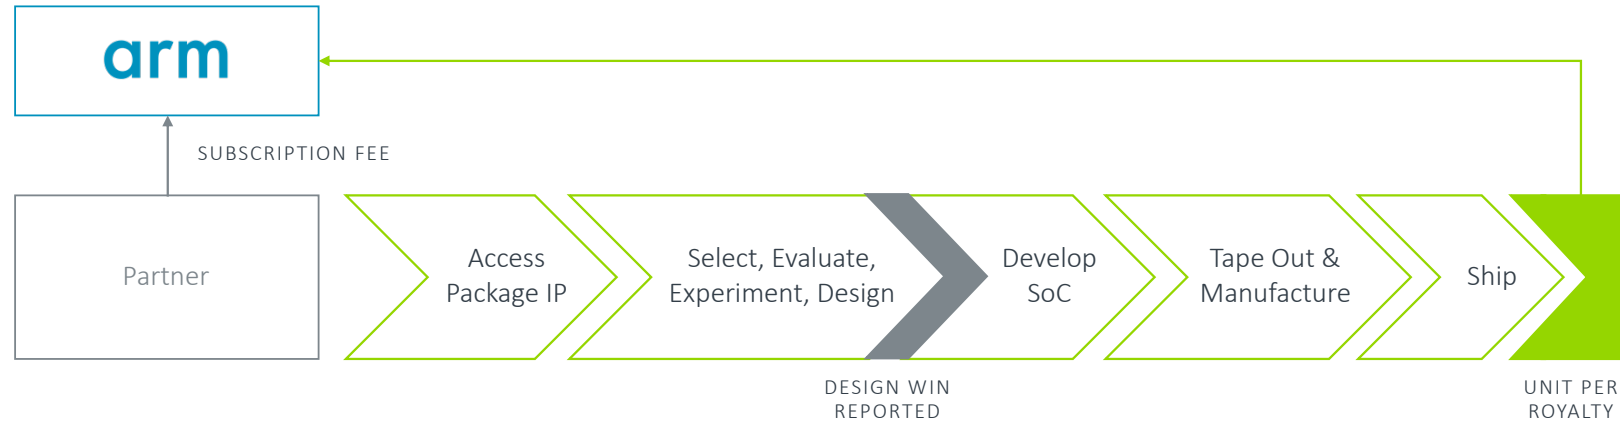 arm
SUBSCRIPTION FEE
Partner
Access
Package IP
Select, Evaluate,
Experiment, Design
Develop
SoC
Tape Out &
Manufacture
Ship
DESIGN WIN
REPORTED
UNIT PER
ROYALTY